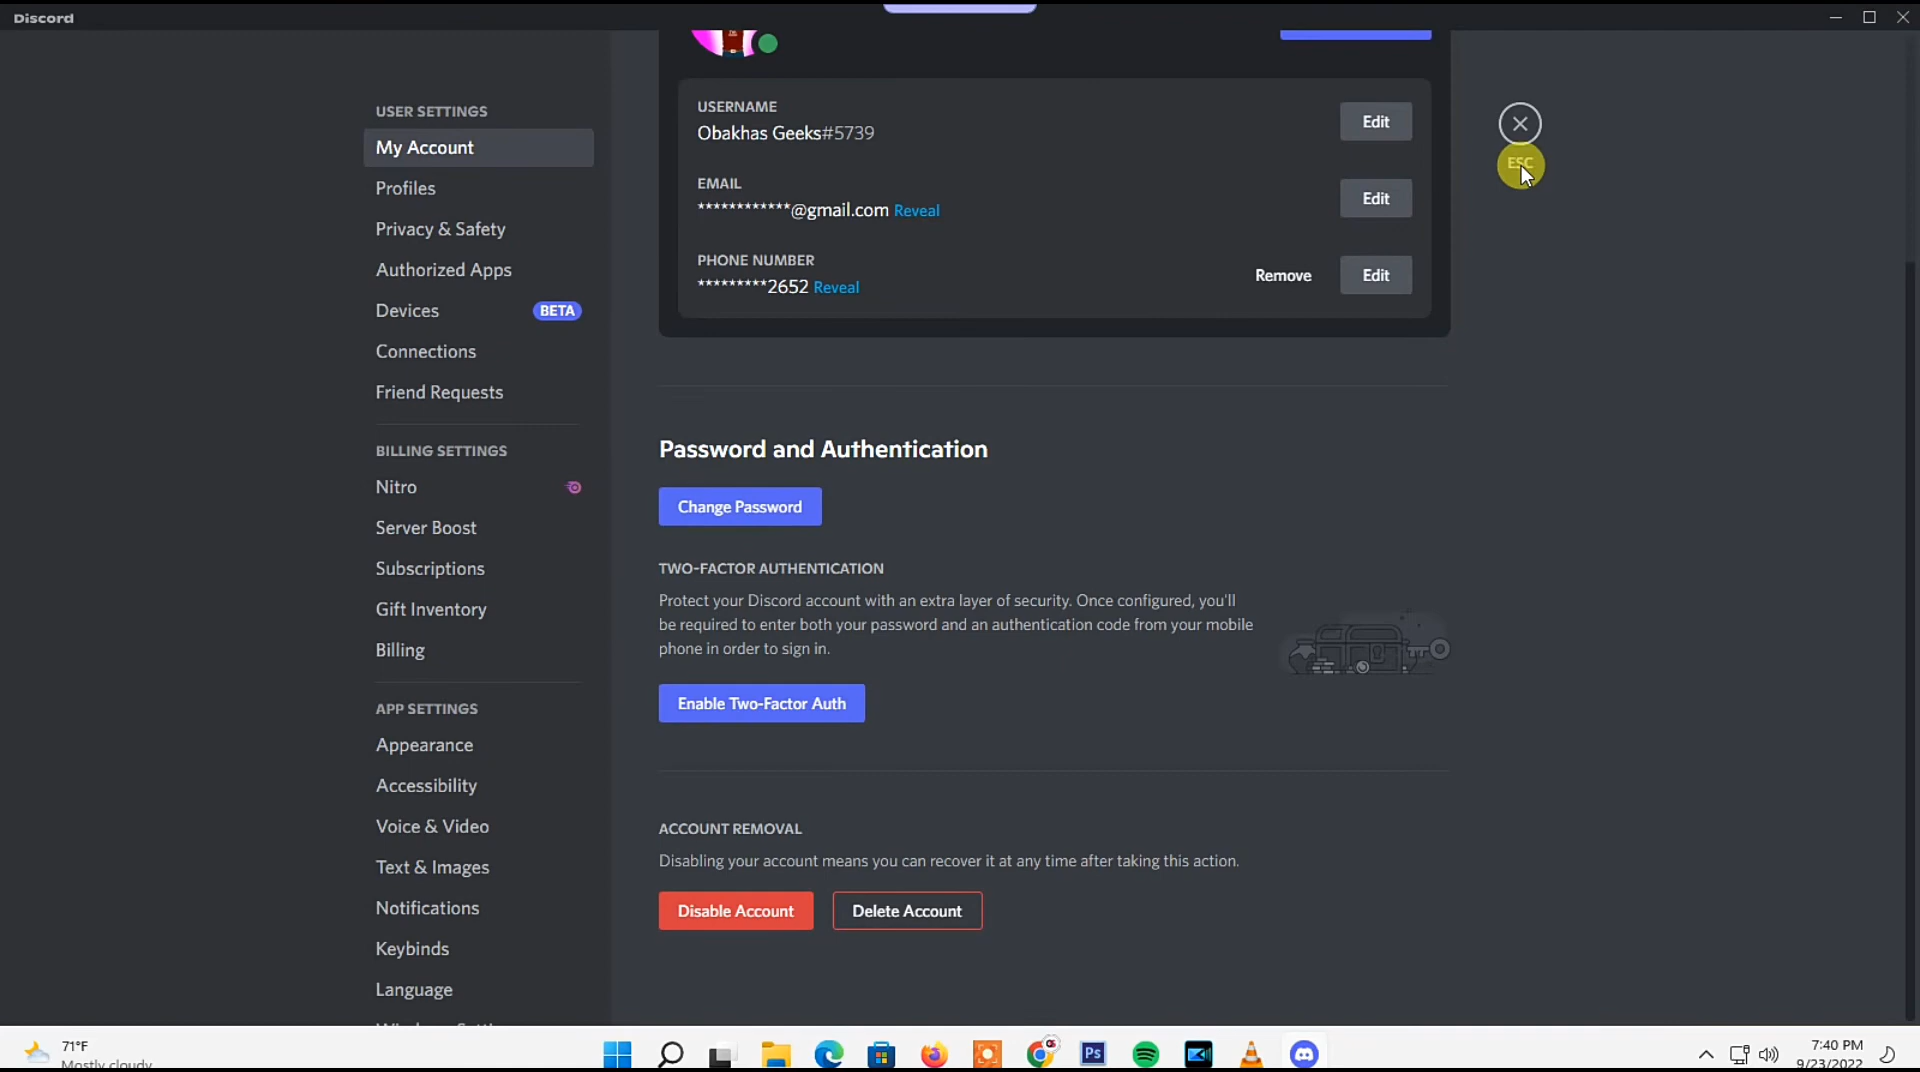 Discord
USER SETTINGS
My Account
Profiles
Privacy & Safety
Authorized Apps
Devices
BETA
Connections
Friend Requests
BILLING SETTINGS
Nitro
Server Boost
Subscriptions
Gift Inventory
Billing
APP SETTINGS
Appearance
Accessibility
Voice & Video
Text & Images
Notifications
Keybinds
Language
USERNAME
Obakhas Geeks#5739
Edit
EMAIL
************@gmail.com Reveal
Edit
PHONE NUMBER
*********2652 Reveal
Remove
Edit
ESC
Password and Authentication
Change Password
TWO-FACTOR AUTHENTICATION
Protect your Discord account with an extra layer of security. Once configured, you'll
be required to enter both your password and an authentication code from your mobile
phone in order to sign in.
Enable Two-Factor Auth
ACCOUNT REMOVAL
Disabling your account means you can recover it at any time after taking this action.
Disable Account
Delete Account
71°F
Mostly cloudy
Ps
7:40 PM
9/23/2022